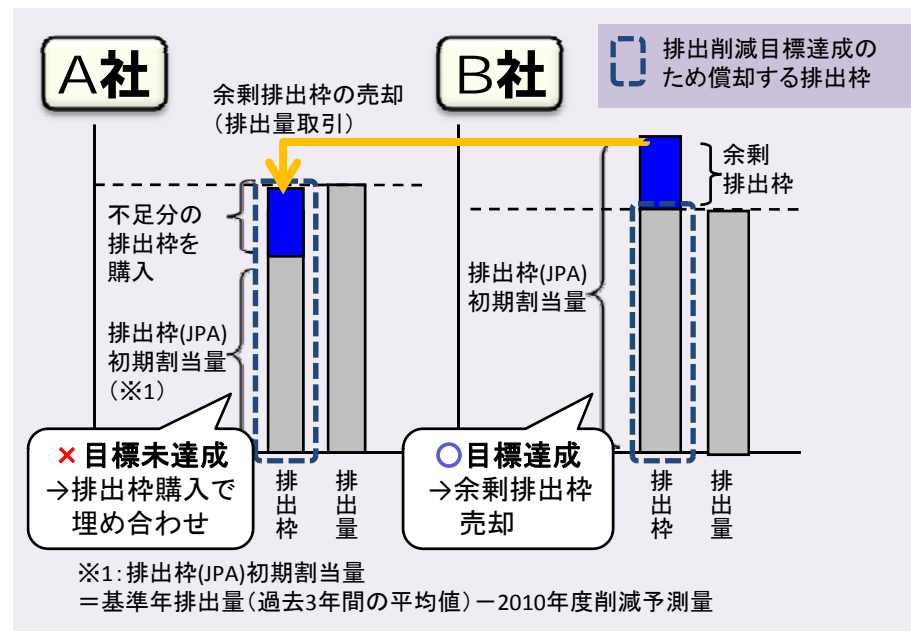 A社
余剰排出枠の売却
（排出量取引）
不足分の
排出枠を
購入
排出枠(JPA)
初期割当量
（※1）
×目標未達成
→排出枠購入で
埋め合わせ
排出枠
排出量
B社
排出削減目標達成の
ため償却する排出枠
余剰
排出枠
排出枠(JPA)
初期割当量
○目標達成
→余剰排出枠
売却
排出枠
排出量
※1：排出枠(JPA)初期割当量
＝基準年排出量（過去3年間の平均値）－2010年度削減予測量